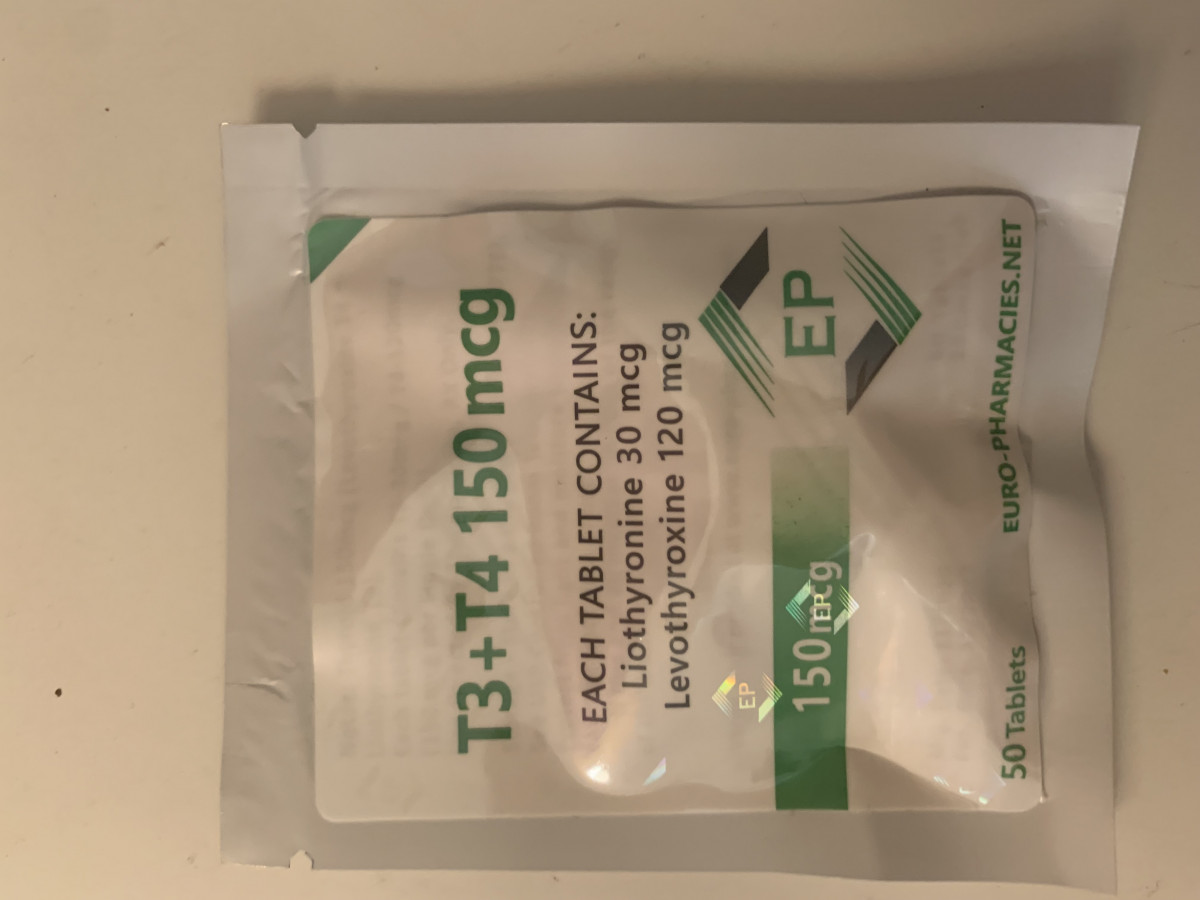 T3+T4 150mcg
EACH TABLET CONTAINS:
Liothyronine 30 mcg
Levothyroxine 120 mcg
EP
EP
150mcg
EP
50 Tablets
EURO-PHARMACIES.NET